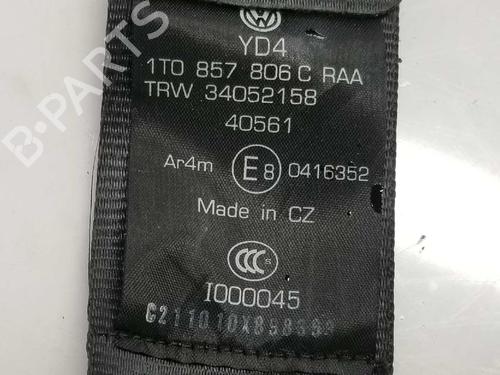 YD4
1T0 857 806 C RAA
TRW 34052158
40561
Ar4m E8 0416352
Made in CZ
CCC S
I000045
B-PARTS